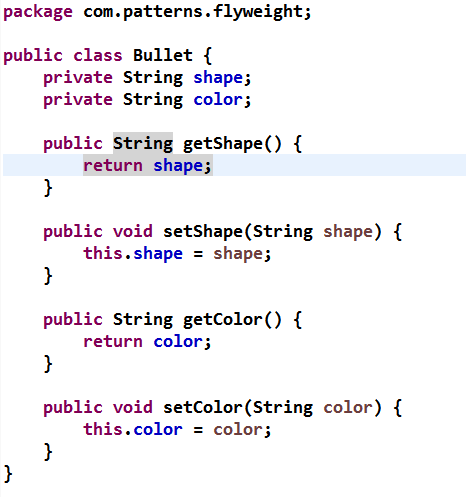 package com.patterns.flyweight;

public class Bullet {
    private String shape;
    private String color;

    public String getShape() {
        return shape;
    }

    public void setShape(String shape) {
        this.shape = shape;
    }

    public String getColor() {
        return color;
    }

    public void setColor(String color) {
        this.color = color;
    }
}